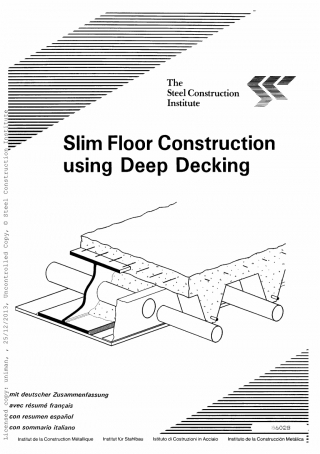 The
Steel Construction
Institute
Slim Floor Construction
using Deep Decking
mit deutscher Zusammenfassung
avec résumé français
con resumen español
con sommario italiano
Institut de la Construction Métallique
Institut für Stahlbau
Istituto di Costruzioni in Acciaio
Instituto de la Construcción Metálica
licensed copy: uniman, , 25/12/2013, Uncontrolled Copy, © Steel Construction Institute